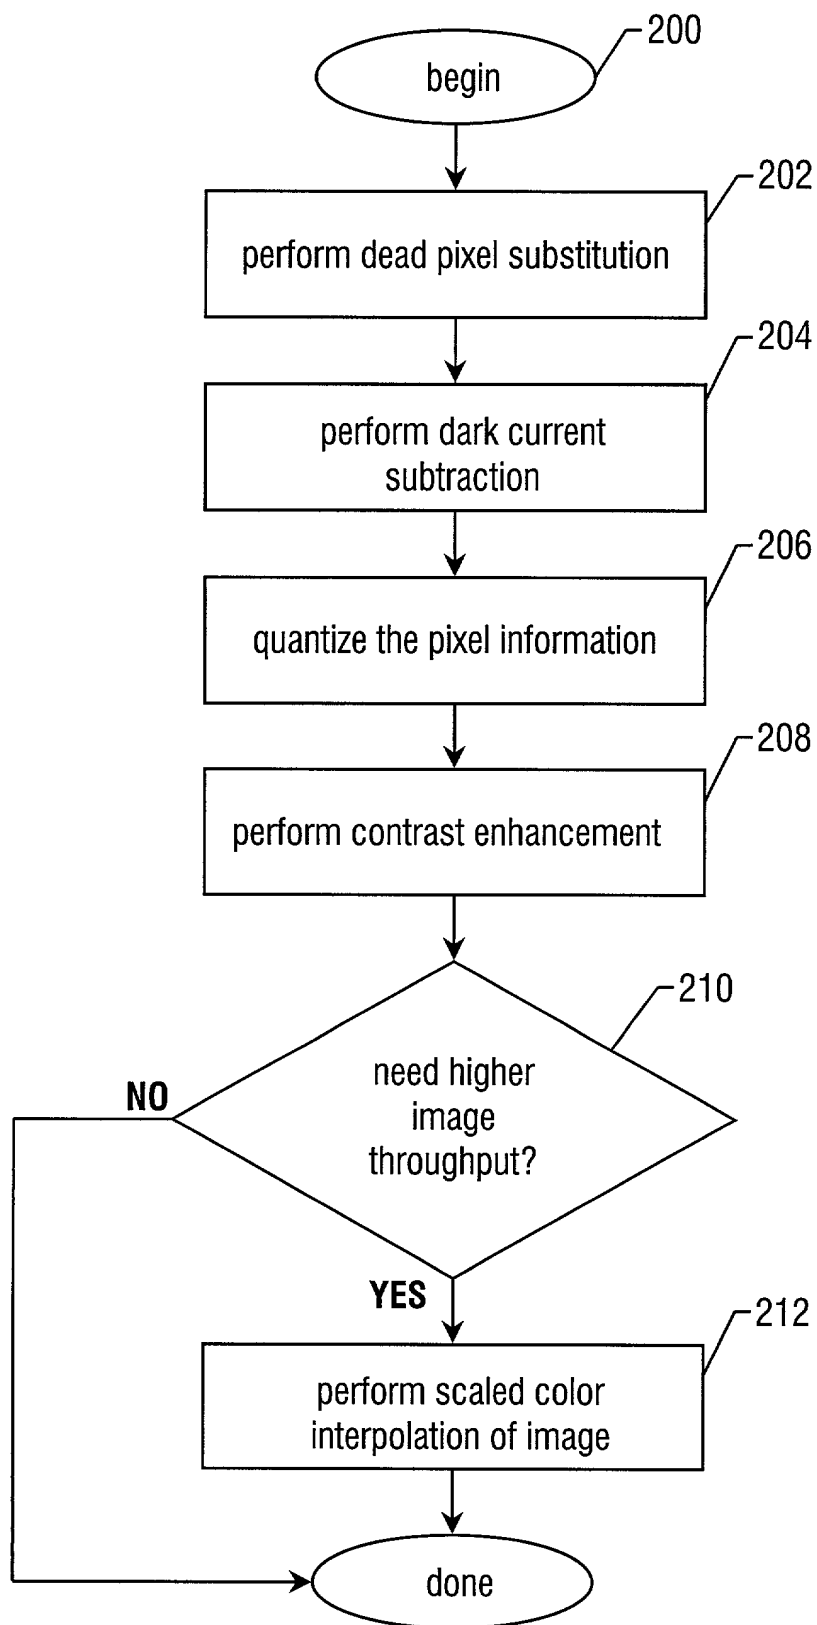 200
begin
202
perform dead pixel substitution
204
perform dark current
subtraction
206
quantize the pixel information
208
perform contrast enhancement
210
need higher
image
throughput?
NO
YES
212
perform scaled color
interpolation of image
done